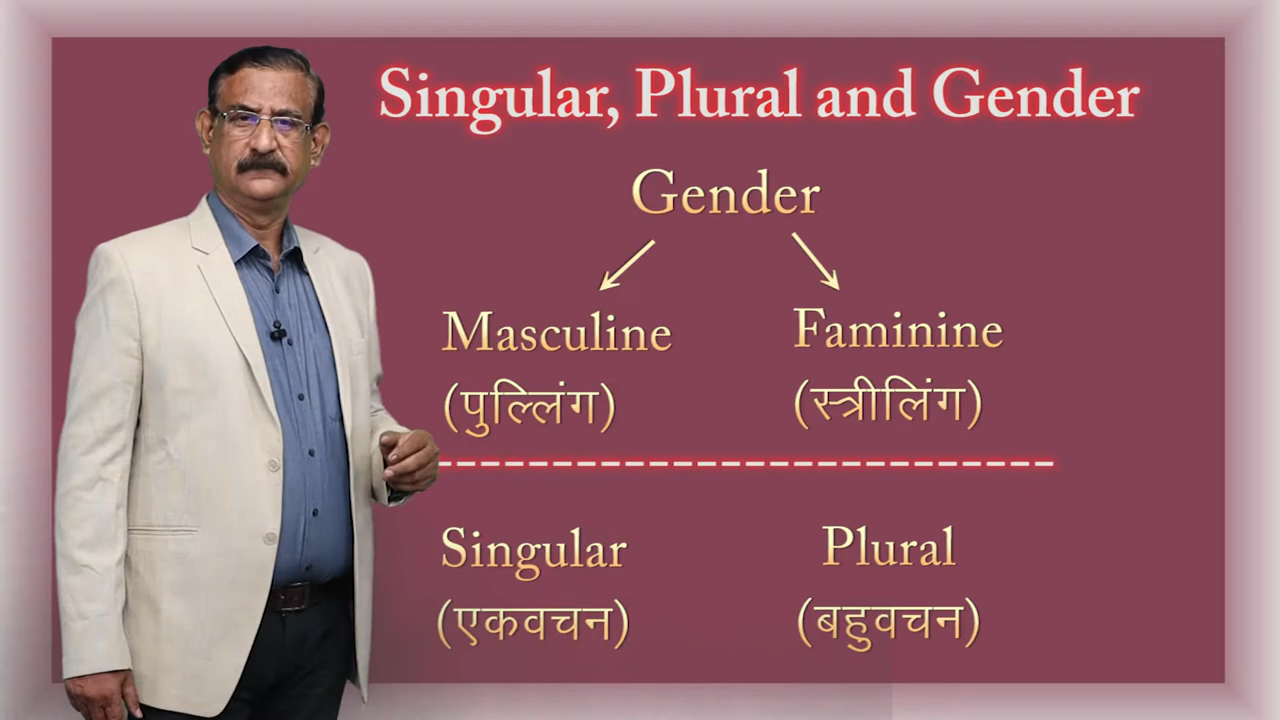 Singular, Plural and Gender
Gender
Masculine Faminine
(पुल्लिंग) (स्त्रीलिंग)
Singular Plural
(एकवचन) (बहुवचन)